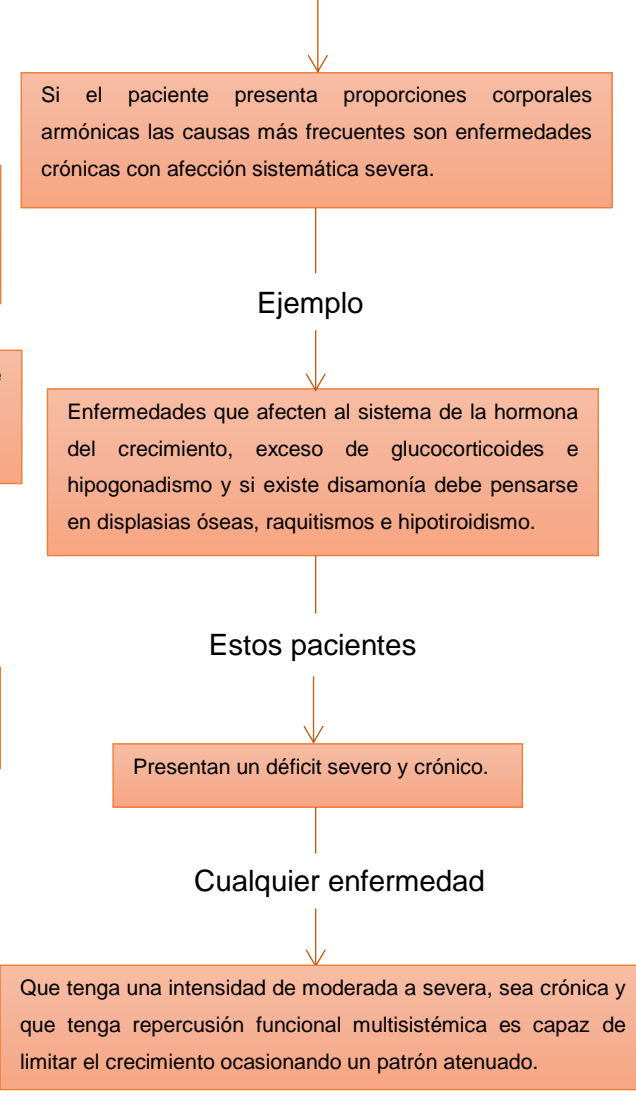 Si el paciente presenta proporciones corporales
armónicas las causas más frecuentes son enfermedades
crónicas con afección sistemática severa.
Ejemplo
Enfermedades que afecten al sistema de la hormona
del crecimiento, exceso de glucocorticoides e
hipogonadismo y si existe disamonía debe pensarse
en displasias óseas, raquitismos e hipotiroidismo.
Estos pacientes
Presentan un déficit severo y crónico.
Cualquier enfermedad
Que tenga una intensidad de moderada a severa, sea crónica y
que tenga repercusión funcional multisistémica es capaz de
limitar el crecimiento ocasionando un patrón atenuado.